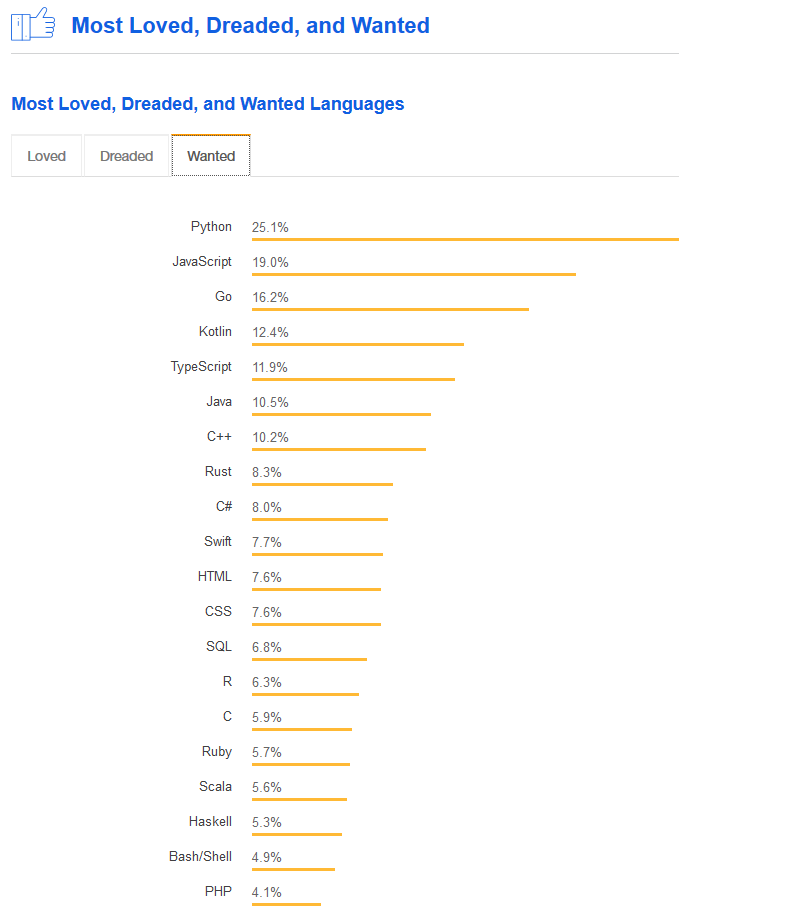 Most Loved, Dreaded, and Wanted
Most Loved, Dreaded, and Wanted Languages
Loved Dreaded Wanted
Python 25.1%
JavaScript 19.0%
Go 16.2%
Kotlin 12.4%
TypeScript 11.9%
Java 10.5%
C++ 10.2%
Rust 8.3%
C# 8.0%
Swift 7.7%
HTML 7.6%
CSS 7.6%
SQL 6.8%
R 6.3%
C 5.9%
Ruby 5.7%
Scala 5.6%
Haskell 5.3%
Bash/Shell 4.9%
PHP 4.1%